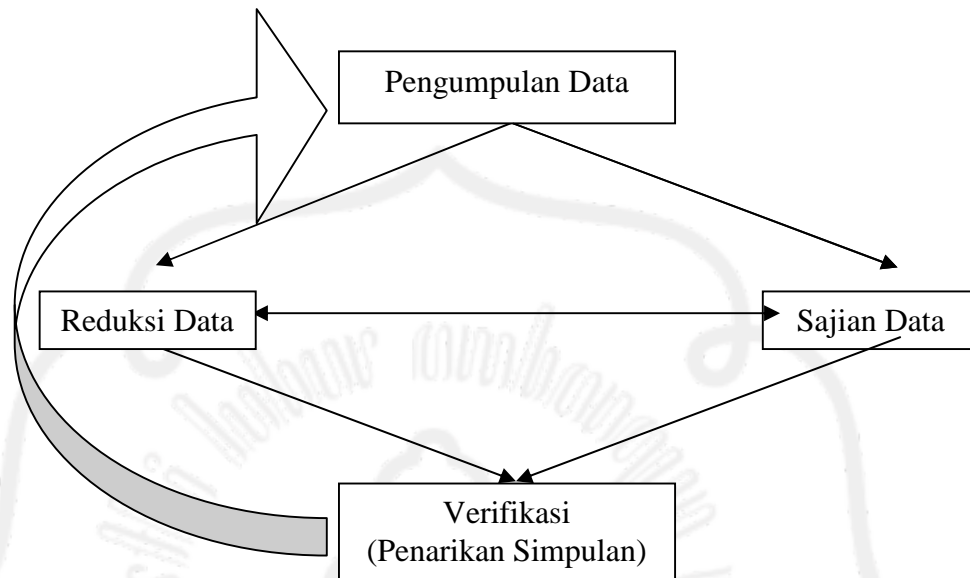 Pengumpulan Data
Reduksi Data
Sajian Data
Verifikasi
(Penarikan Simpulan)